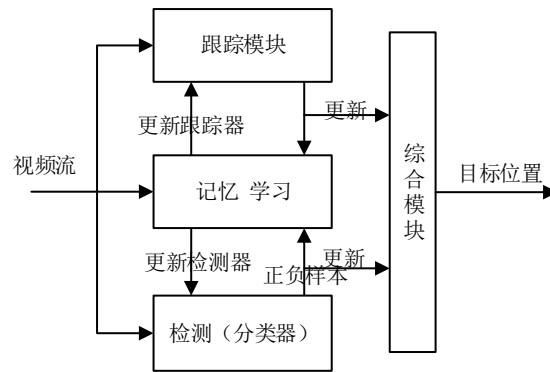 跟踪模块
更新
更新跟踪器
视频流
记忆 学习
综合模块
目标位置
更新检测器
正负样本
更新
检测（分类器）